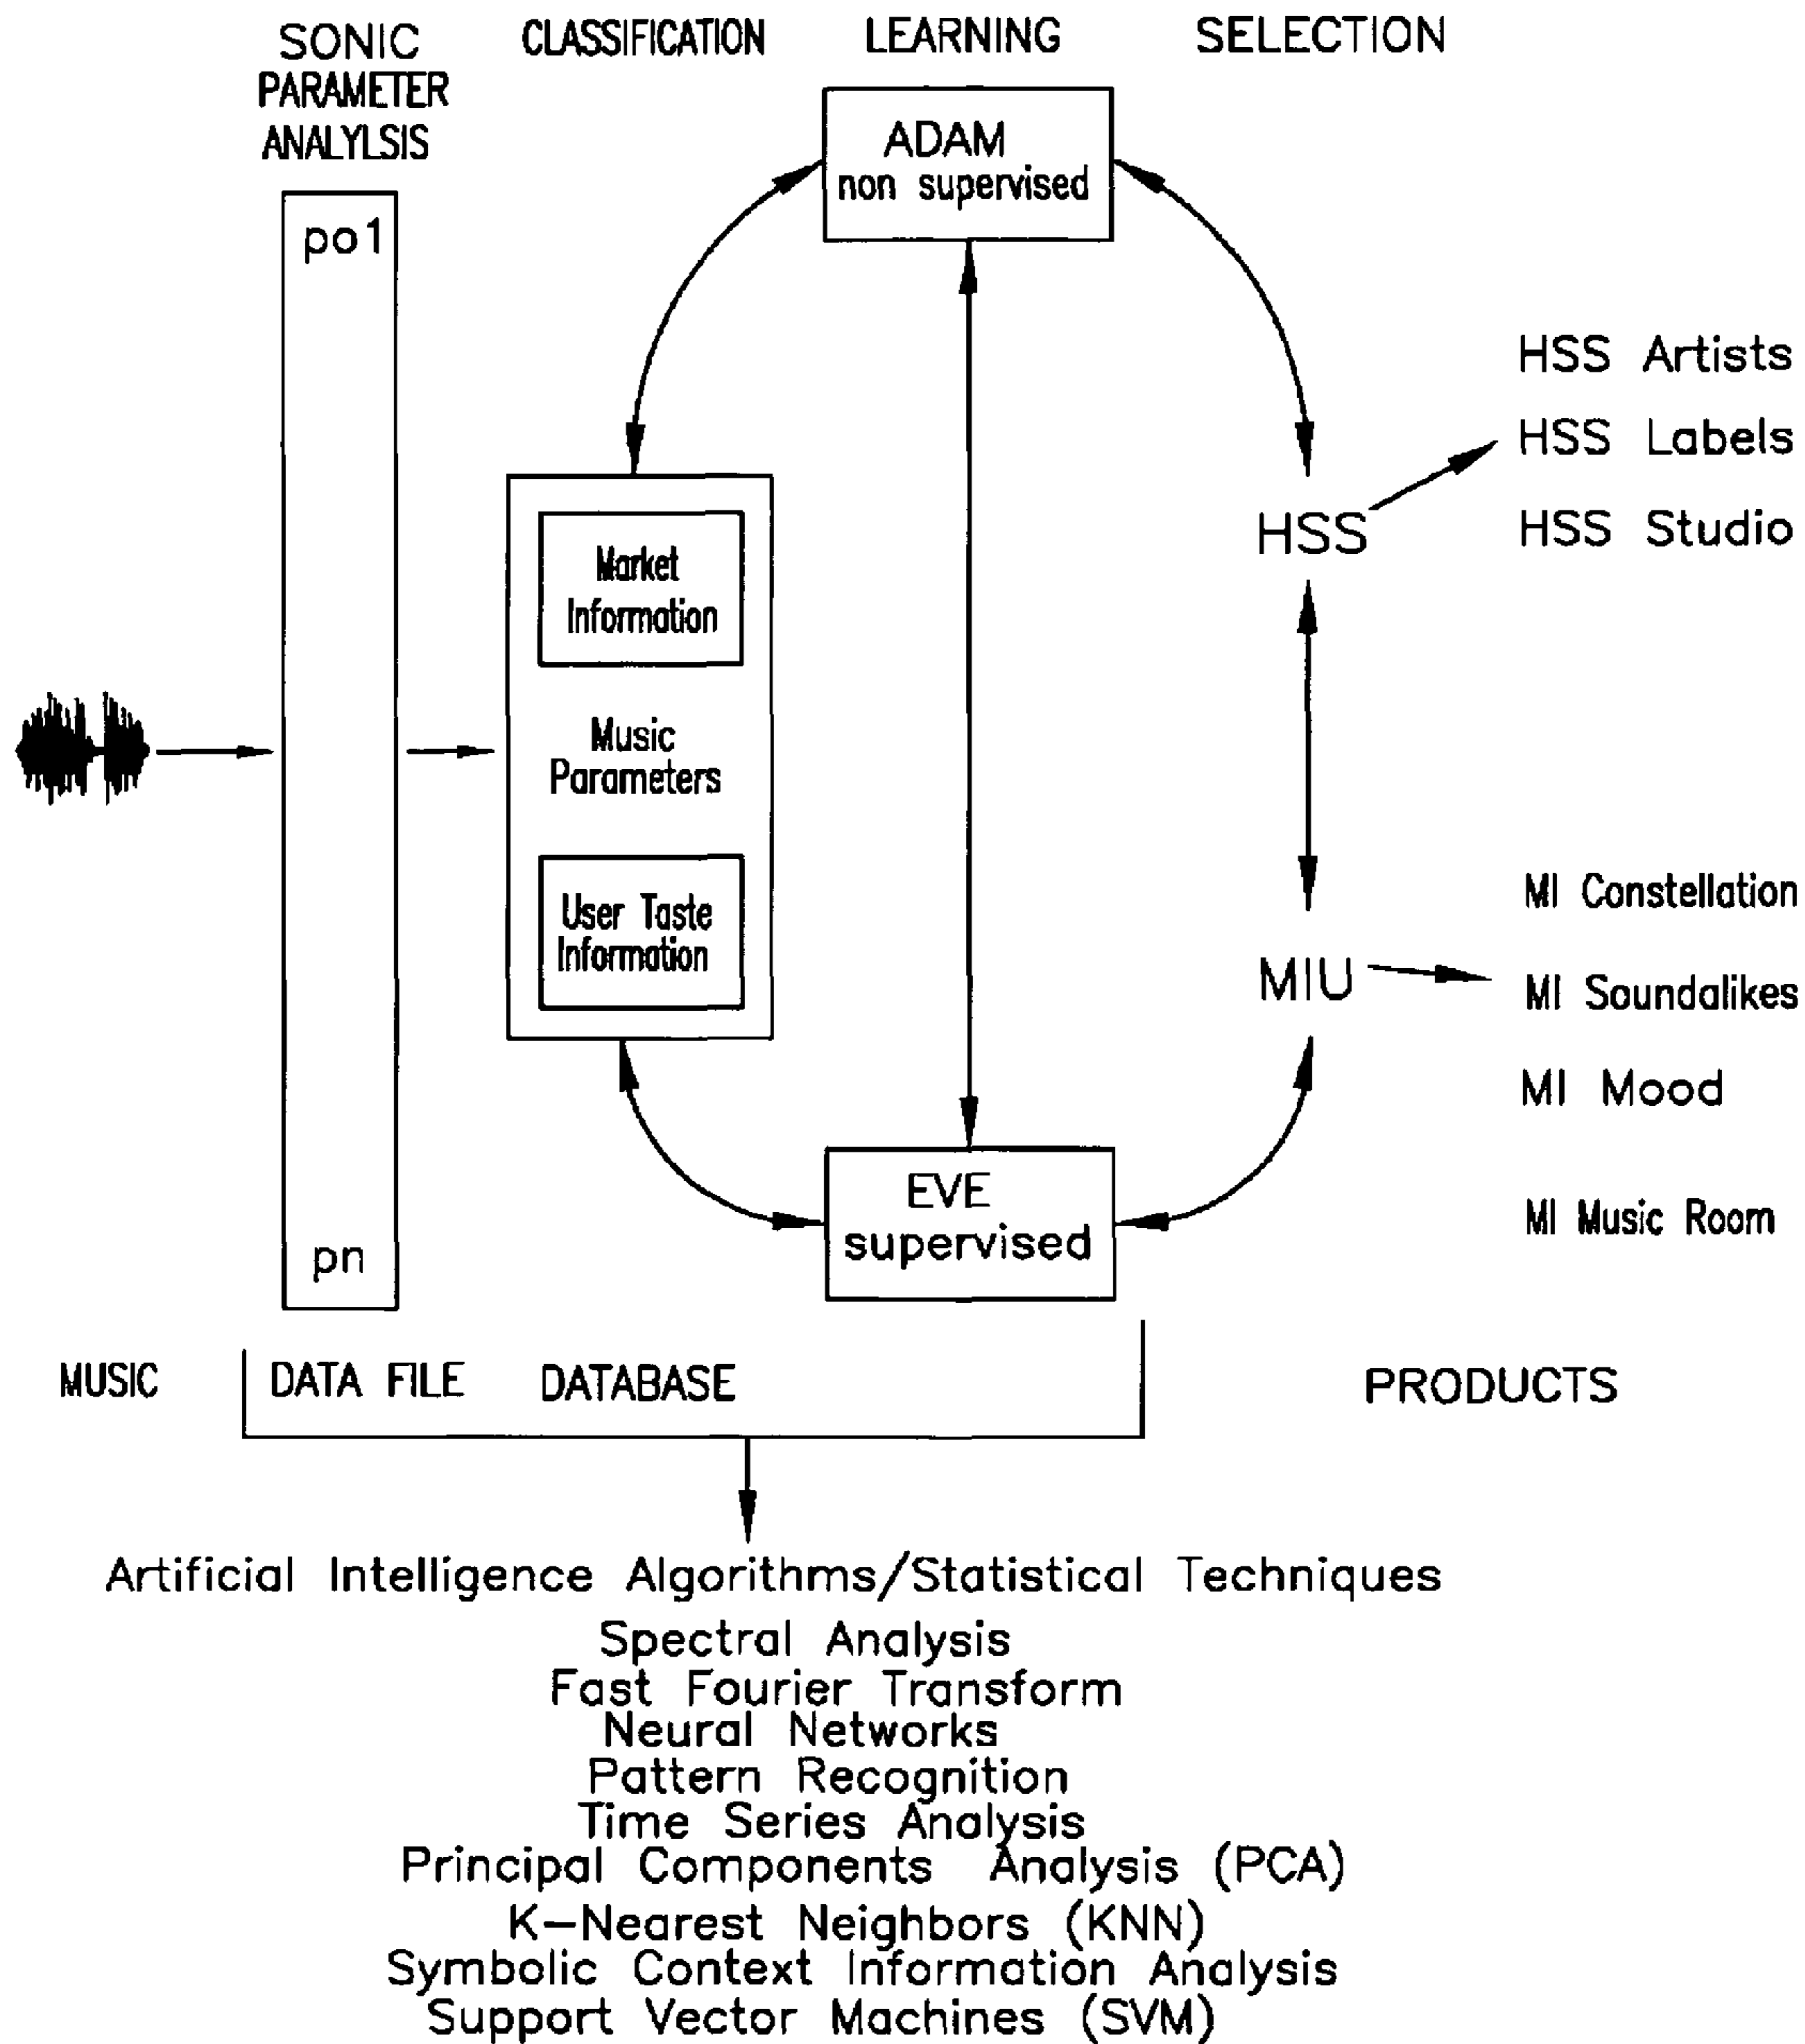 SONIC
PARAMETER
ANALYLSIS
CLASSIFICATION
LEARNING
SELECTION
po1
pn
Market
Information
Music
Parameters
User Taste
Information
ADAM
non supervised
EVE
supervised
HSS
HSS Artists
HSS Labels
HSS Studio
MIU
MI Constellation
MI Soundalikes
MI Mood
MI Music Room
MUSIC
DATA FILE
DATABASE
PRODUCTS
Artificial Intelligence Algorithms/Statistical Techniques
Spectral Analysis
Fast Fourier Transform
Neural Networks
Pattern Recognition
Time Series Analysis
Principal Components Analysis (PCA)
K-Nearest Neighbors (KNN)
Symbolic Context Information Analysis
Support Vector Machines (SVM)